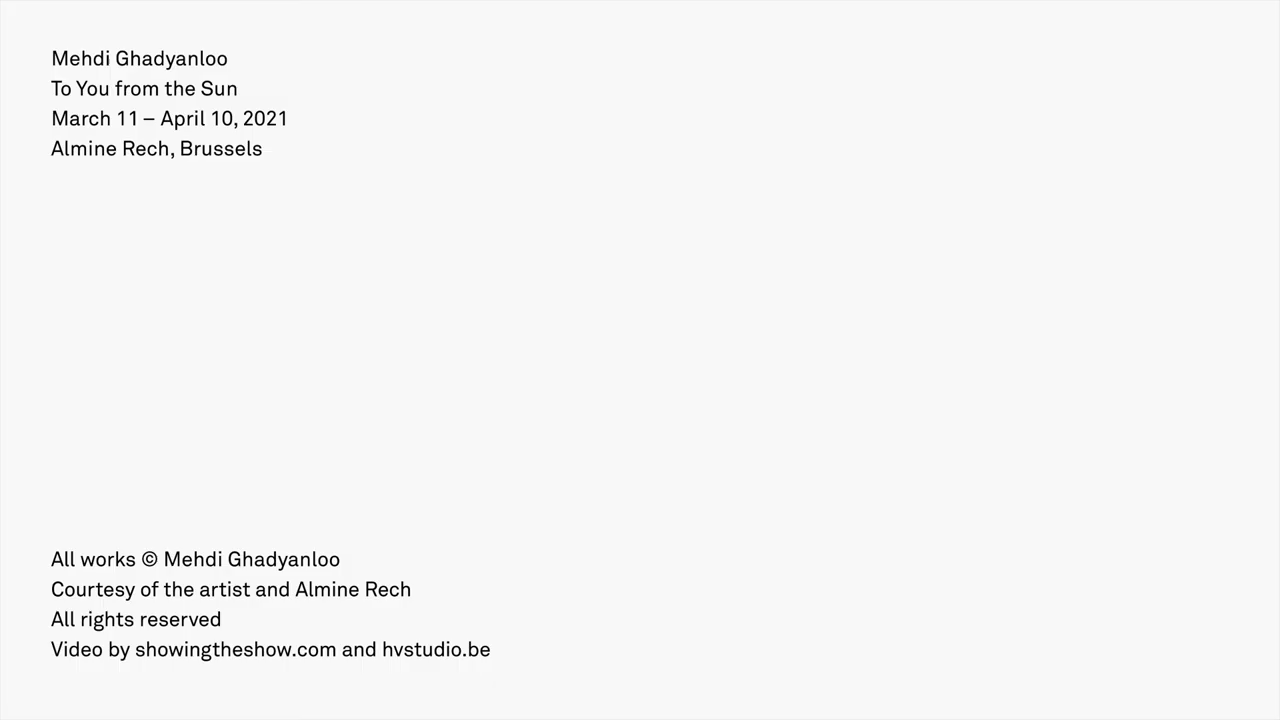 Mehdi Ghadyanloo
To You from the Sun
March 11 – April 10, 2021
Almine Rech, Brussels
All works © Mehdi Ghadyanloo
Courtesy of the artist and Almine Rech
All rights reserved
Video by showingtheshow.com and hvstudio.be